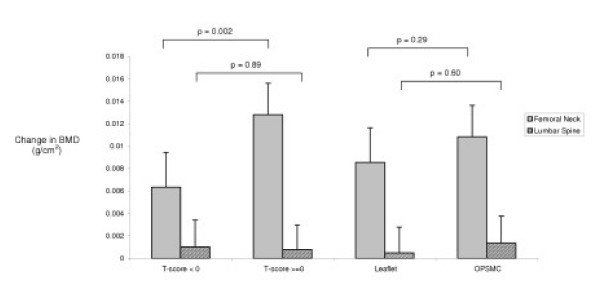 p = 0.002
p = 0.29
p = 0.89
p = 0.60
0.018
0.016
0.014
0.012
0.01
0.008
0.006
0.004
0.002
0
Change in BMD
(g/cm²)
Femoral Neck
Lumbar Spine
T-score < 0
T-score >=0
Leaflet
OPSMC